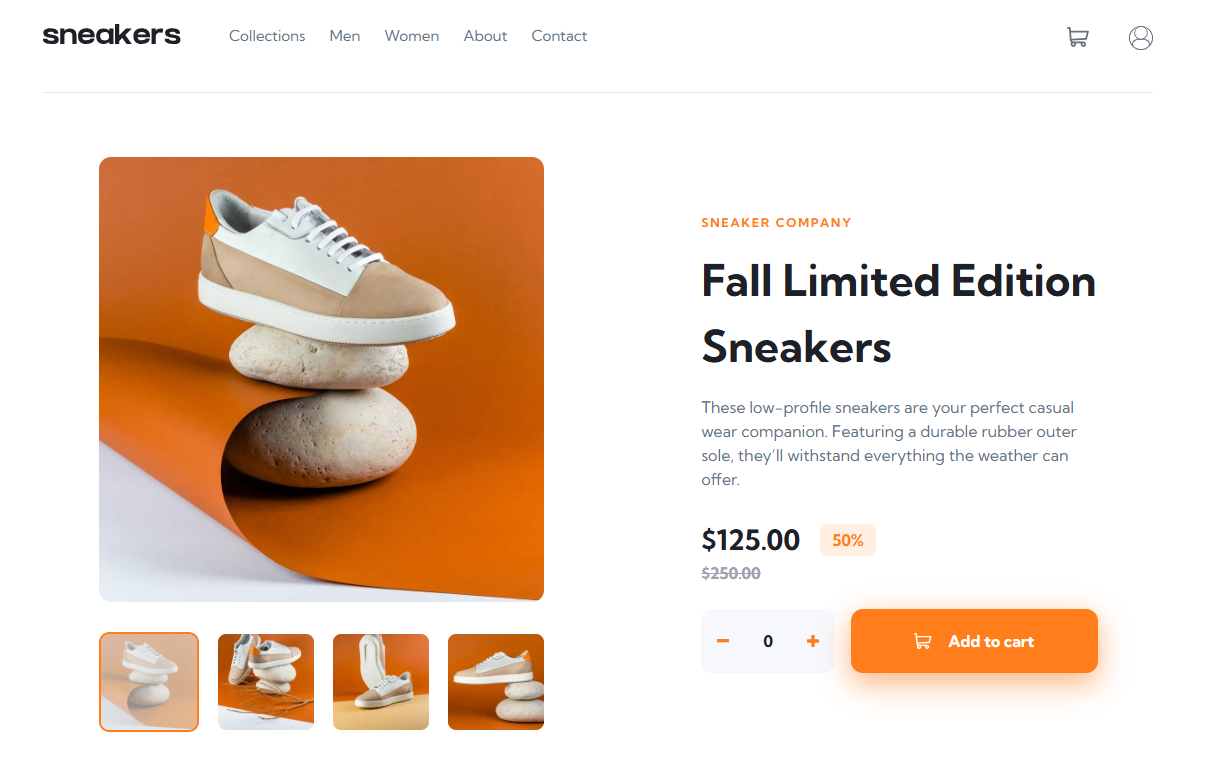 sneakers
Collections Men Women About Contact
SNEAKER COMPANY
Fall Limited Edition
Sneakers
These low-profile sneakers are your perfect casual
wear companion. Featuring a durable rubber outer
sole, they’ll withstand everything the weather can
offer.
$125.00 50%
$250.00
0 Add to cart